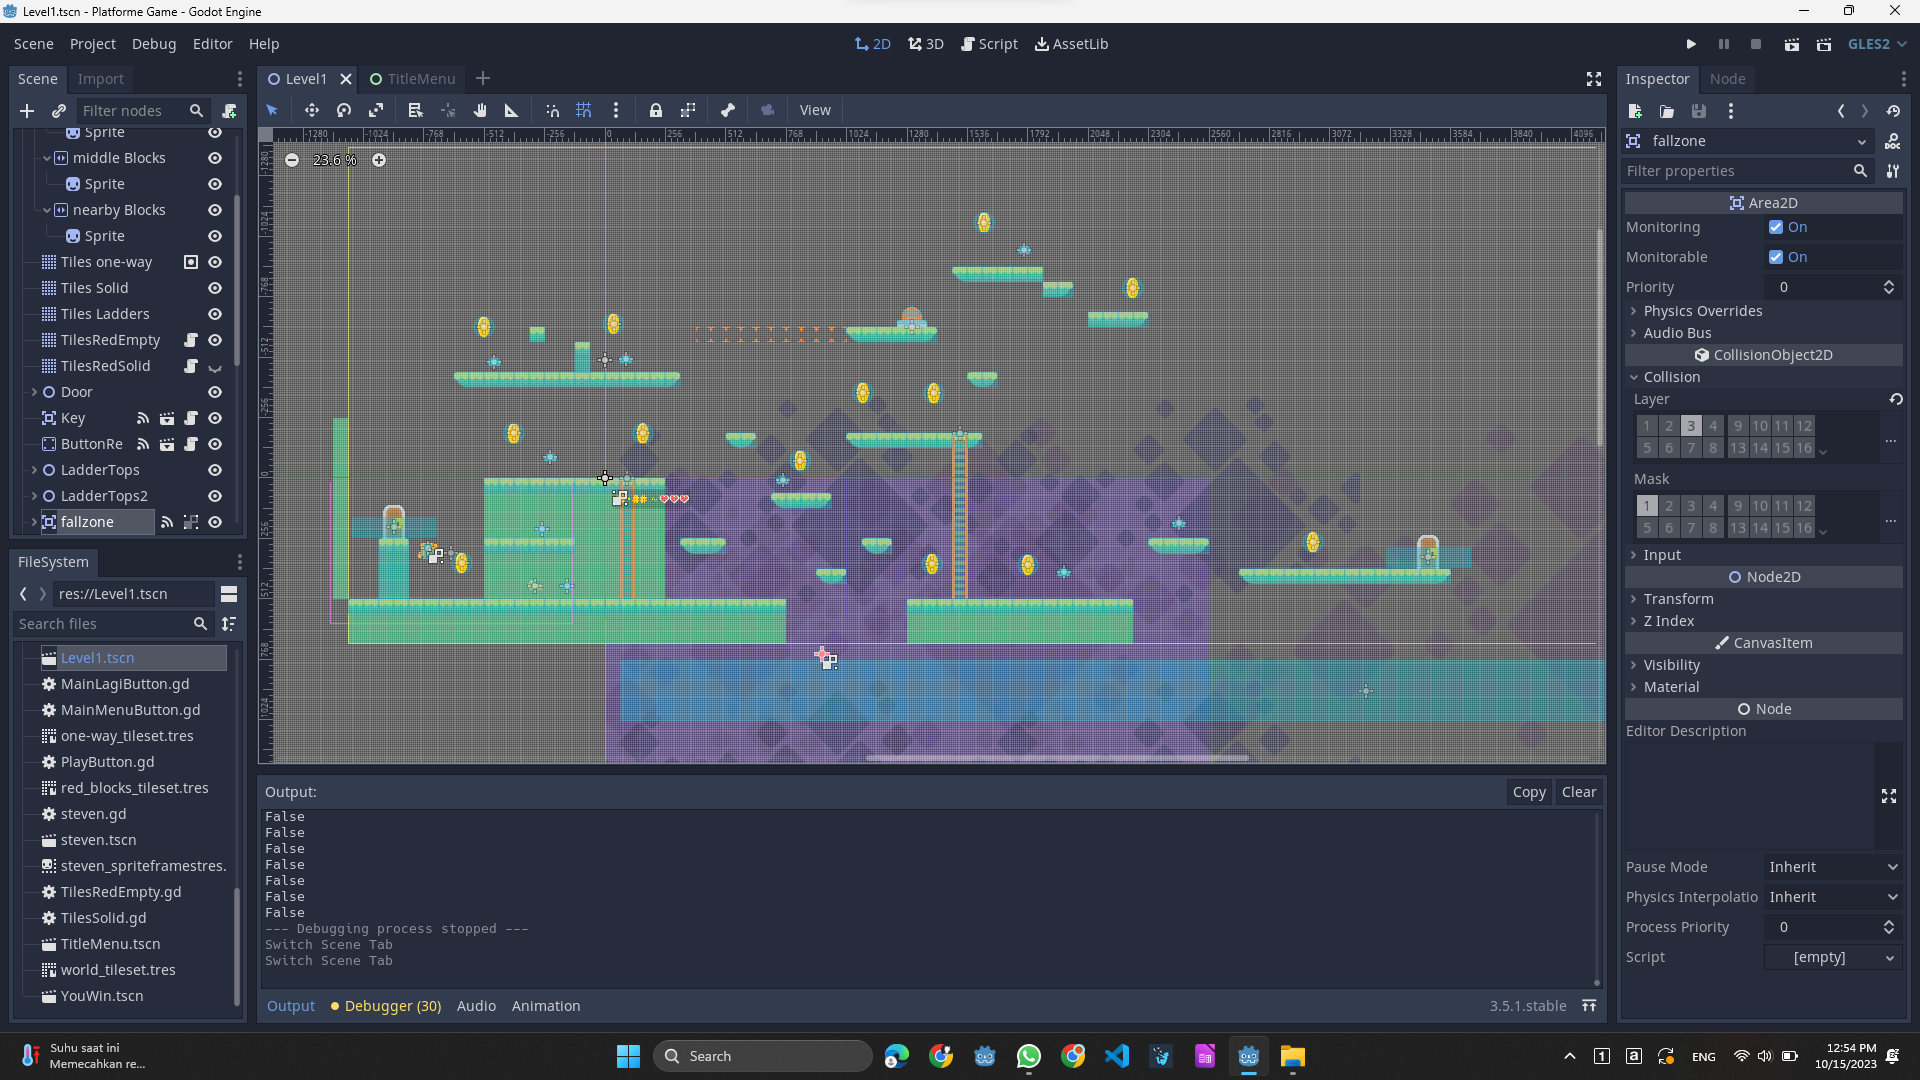 Level1.tscn - Platforme Game - Godot Engine
Scene Project Debug Editor Help
2D 3D Script AssetLib
GLES2
Scene Import
Level1 TitleMenu
Inspector Node
Filter nodes
View
Sprite
middle Blocks
Sprite
nearby Blocks
Sprite
Tiles one-way
Tiles Solid
Tiles Ladders
TilesRedEmpty
TilesRedSolid
Door
Key
ButtonRe
LadderTops
LadderTops2
fallzone
FileSystem
res://Level1.tscn
Search files
Level1.tscn
MainLagiButton.gd
MainMenuButton.gd
one-way_tileset.tres
PlayButton.gd
red_blocks_tileset.tres
steven.gd
steven.tscn
steven_spriteframestres.
TilesRedEmpty.gd
TilesSolid.gd
TitleMenu.tscn
world_tileset.tres
YouWin.tscn
-1280 -1024 -768 -512 -256 0 256 512 768 1024 1280 1536 1792 2048 2304 2560 2816 3072 3328 3584 3840 4096
23.6 %
-1280
-1024
-768
-512
-256
0
256
512
768
1024
Output:
Copy Clear
False
False
False
False
False
False
False
--- Debugging process stopped ---
Switch Scene Tab
Switch Scene Tab
Output Debugger (30) Audio Animation
3.5.1.stable
fallzone
Filter properties
Area2D
Monitoring On
Monitorable On
Priority 0
Physics Overrides
Audio Bus
CollisionObject2D
Collision
Layer
1 2 3 4 9 10 11 12
5 6 7 8 13 14 15 16
...
Mask
1 2 3 4 9 10 11 12
5 6 7 8 13 14 15 16
...
Input
Node2D
Transform
Z Index
CanvasItem
Visibility
Material
Node
Editor Description
Pause Mode Inherit
Physics Interpolatio Inherit
Process Priority 0
Script [empty]
Suhu saat ini
Memecahkan re...
Search
1
a
ENG
12:54 PM
10/15/2023